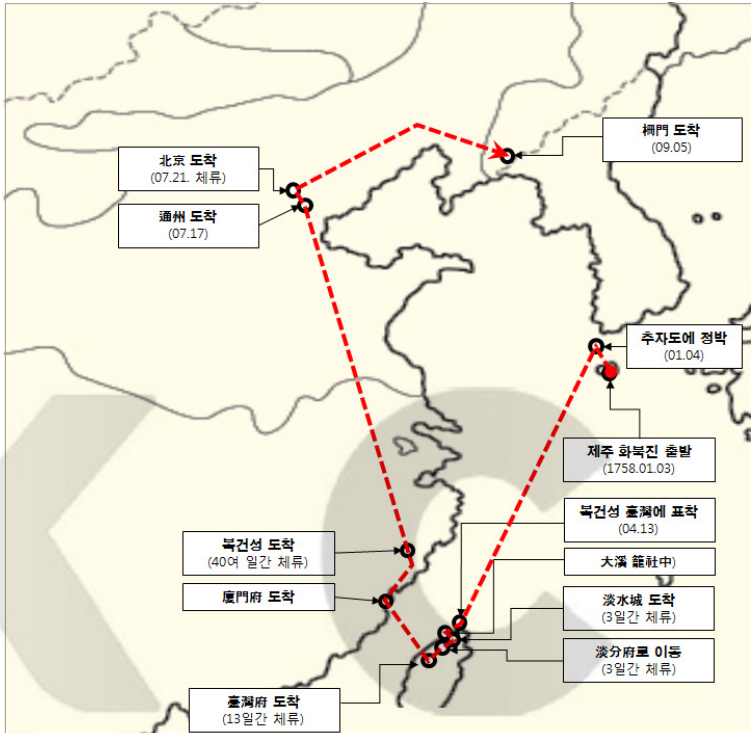 柵門 도착
(09.05)
北京 도착
(07.21. 체류)
通州 도착
(07.17)
추자도에 정박
(01.04)
제주 화북진 출발
(1758.01.03)
복건성 臺灣에 표착
(04.13)
복건성 도착
(40여 일간 체류)
大溪 籠社中)
廈門府 도착
淡水城 도착
(3일간 체류)
淡分府로 이동
(3일간 체류)
臺灣府 도착
(13일간 체류)
KC